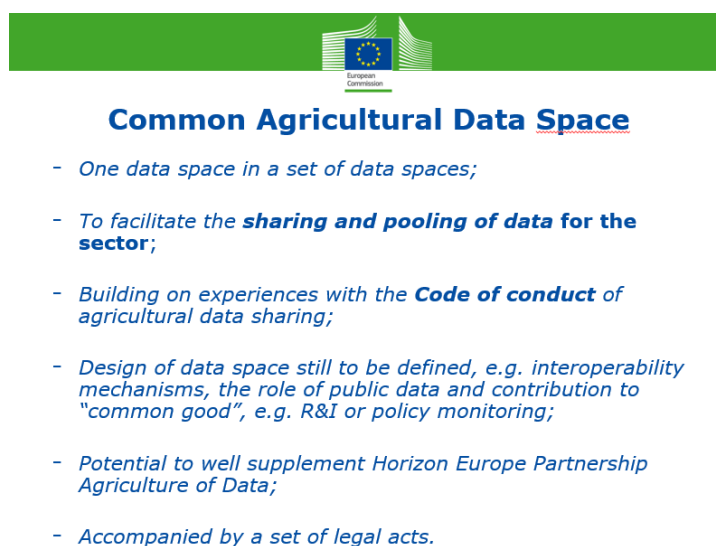 European
Commission
Common Agricultural Data Space
- One data space in a set of data spaces;
- To facilitate the sharing and pooling of data for the
sector;
- Building on experiences with the Code of conduct of
agricultural data sharing;
- Design of data space still to be defined, e.g. interoperability
mechanisms, the role of public data and contribution to
“common good”, e.g. R&I or policy monitoring;
- Potential to well supplement Horizon Europe Partnership
Agriculture of Data;
- Accompanied by a set of legal acts.